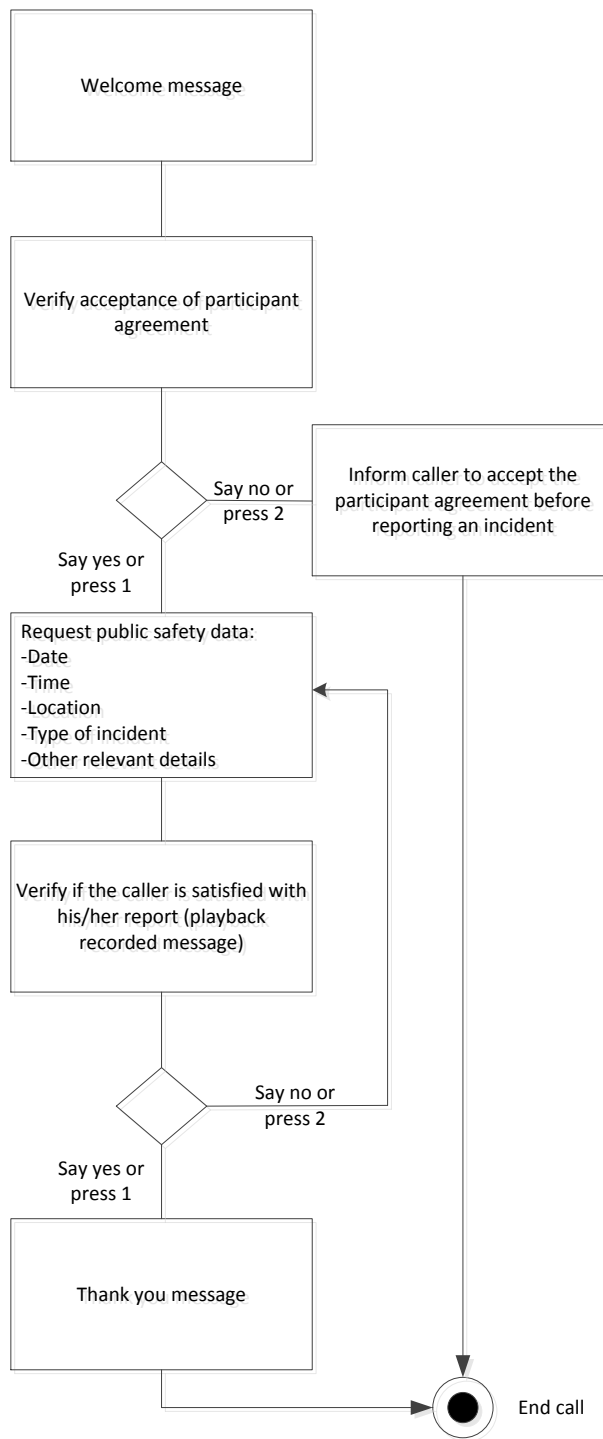 Welcome message
Verify acceptance of participant
agreement
Say no or
press 2
Inform caller to accept the
participant agreement before
reporting an incident
Say yes or
press 1
Request public safety data:
-Date
-Time
-Location
-Type of incident
-Other relevant details
Verify if the caller is satisfied with
his/her report (playback
recorded message)
Say no or
press 2
Say yes or
press 1
Thank you message
End call